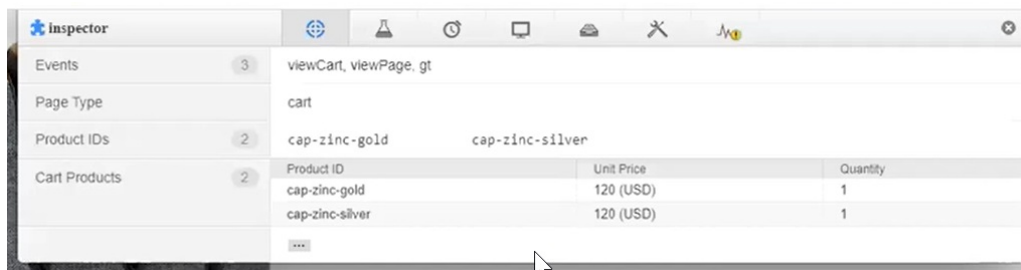 inspector
Events 3 viewCart, viewPage, gt
Page Type cart
Product IDs 2 cap-zinc-gold cap-zinc-silver
Cart Products 2 Product ID Unit Price Quantity
cap-zinc-gold 120 (USD) 1
cap-zinc-silver 120 (USD) 1
...